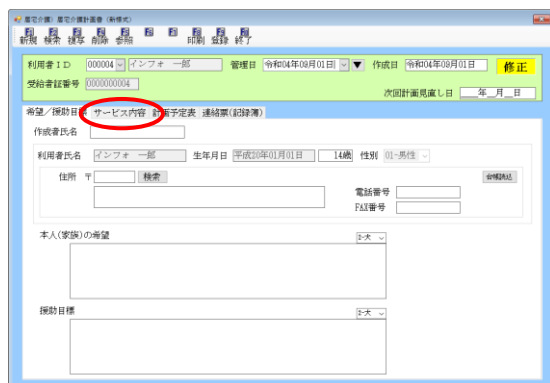 居宅介護) 居宅介護計画書 (新様式)
新規 検索 複写 削除 参照 印刷 登録 終了
利用者ID 000004 インフォ 一郎 管理日 令和04年08月01日 ▼ 作成日 令和04年08月01日 修正
受給者証番号 0000000004
次回計画見直し日 __年_月_日
希望/援助目標 サービス内容 計画予定表 連絡票(記録簿)
作成者氏名
利用者氏名 インフォ 一郎 生年月日 平成20年01月01日 14歳 性別 01-男性
住所 〒 検索
電話番号
FAX番号
本人(家族)の希望
援助目標